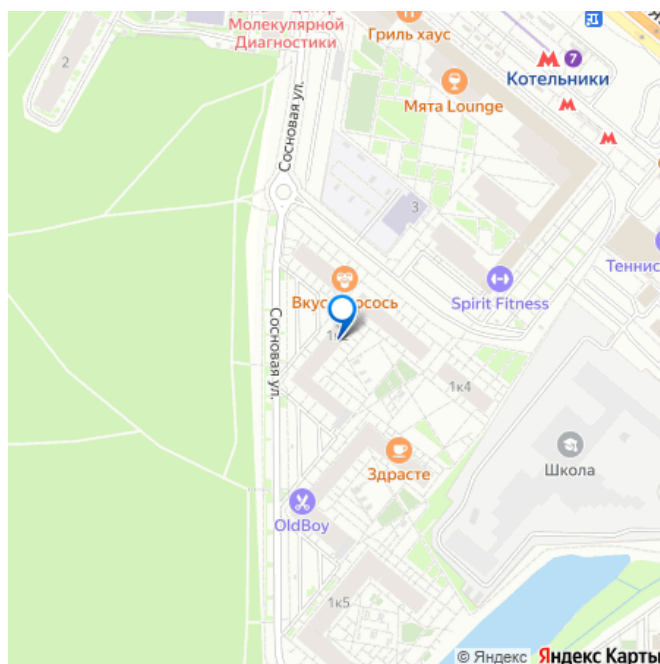 Молекулярной
Диагностики
2
Гриль хаус
7
Котельники
Мята Lounge
Сосновая ул.
3
Теннис
Spirit Fitness
Сосновая ул.
1к4
Школа
Здрасте
OldBoy
1к5
© Яндекс Яндекс Карты